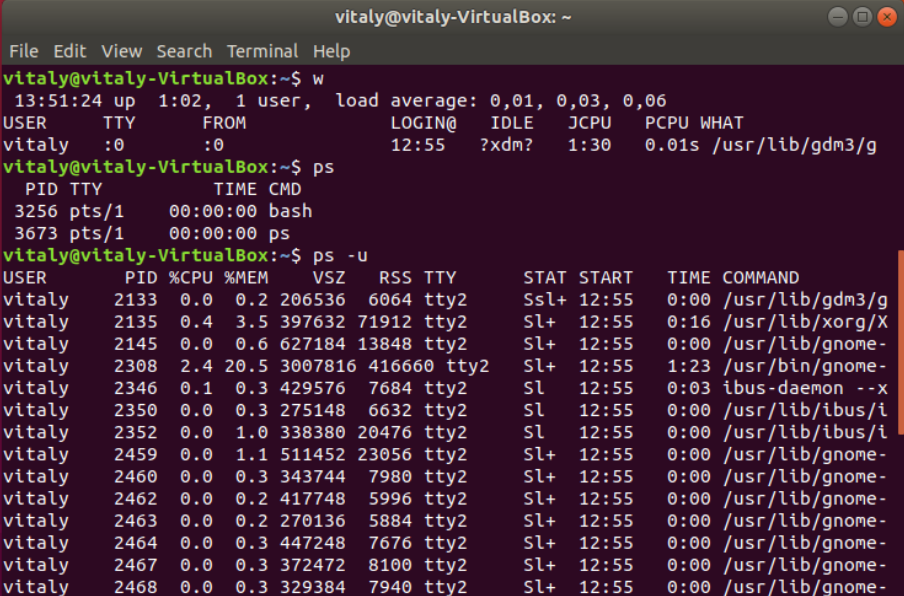 vitaly@vitaly-VirtualBox: ~
File Edit View Search Terminal Help
vitaly@vitaly-VirtualBox:~$ w
 13:51:24 up  1:02,  1 user,  load average: 0,01, 0,03, 0,06
USER     TTY      FROM             LOGIN@   IDLE   JCPU   PCPU WHAT
vitaly   :0       :0               12:55   ?xdm?   1:30   0.01s /usr/lib/gdm3/g
vitaly@vitaly-VirtualBox:~$ ps
  PID TTY          TIME CMD
 3256 pts/1    00:00:00 bash
 3673 pts/1    00:00:00 ps
vitaly@vitaly-VirtualBox:~$ ps -u
USER       PID %CPU %MEM    VSZ   RSS TTY      STAT START   TIME COMMAND
vitaly    2133  0.0  0.2 206536  6064 tty2     Ssl+ 12:55   0:00 /usr/lib/gdm3/g
vitaly    2135  0.4  3.5 397632 71912 tty2     Sl+  12:55   0:16 /usr/lib/xorg/X
vitaly    2145  0.0  0.6 627184 13848 tty2     Sl+  12:55   0:00 /usr/lib/gnome-
vitaly    2308  2.4 20.5 3007816 416660 tty2   Sl+  12:55   1:23 /usr/bin/gnome-
vitaly    2346  0.1  0.3 429576  7684 tty2     Sl   12:55   0:03 ibus-daemon --x
vitaly    2350  0.0  0.3 275148  6632 tty2     Sl   12:55   0:00 /usr/lib/ibus/i
vitaly    2352  0.0  1.0 338380 20476 tty2     Sl   12:55   0:00 /usr/lib/ibus/i
vitaly    2459  0.0  1.1 511452 23056 tty2     Sl+  12:55   0:00 /usr/lib/gnome-
vitaly    2460  0.0  0.3 343744  7980 tty2     Sl+  12:55   0:00 /usr/lib/gnome-
vitaly    2462  0.0  0.2 417748  5996 tty2     Sl+  12:55   0:00 /usr/lib/gnome-
vitaly    2463  0.0  0.2 270136  5884 tty2     Sl+  12:55   0:00 /usr/lib/gnome-
vitaly    2464  0.0  0.3 447248  7676 tty2     Sl+  12:55   0:00 /usr/lib/gnome-
vitaly    2467  0.0  0.3 372472  8100 tty2     Sl+  12:55   0:00 /usr/lib/gnome-
vitaly    2468  0.0  0.3 329384  7940 tty2     Sl+  12:55   0:00 /usr/lib/gnome-